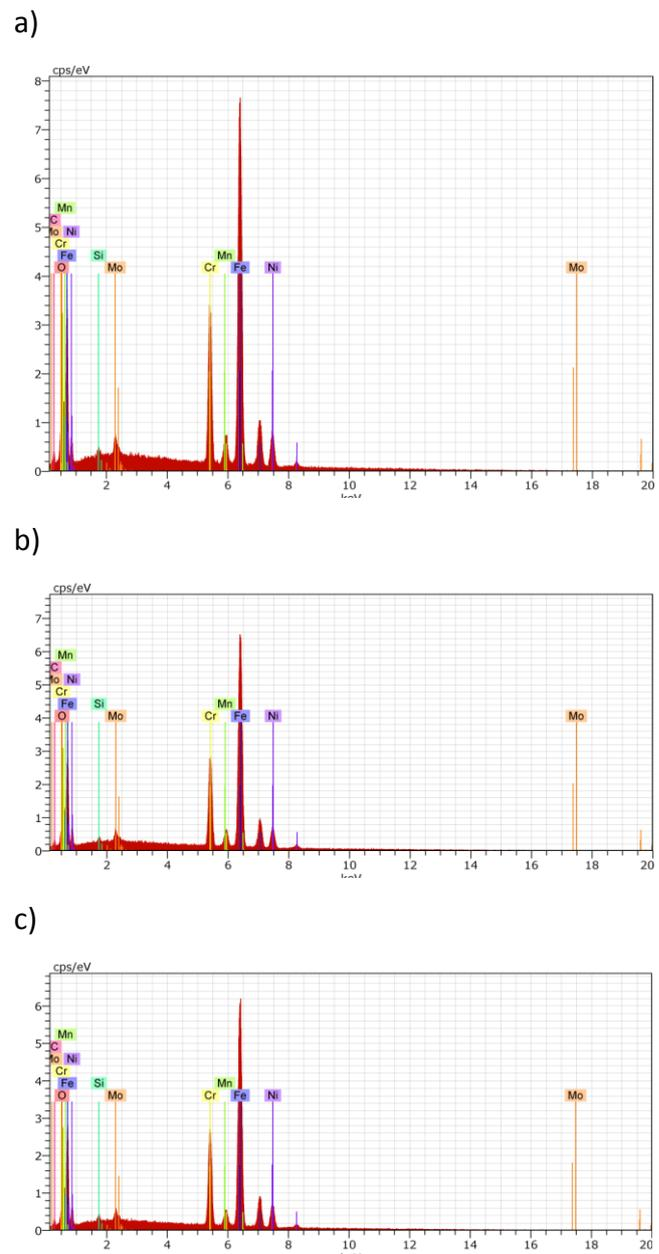 a)
cps/eV
8
7
6
Mn
5 C
Ni
Cr
Fe Si Mn
4 O Mo Cr Fe Ni Mo
3
2
1
0
2 4 6 8 10 12 14 16 18 20
b)
cps/eV
7
6 Mn
C
5 Ni
Cr
Fe Si Mn
4 O Mo Cr Fe Ni Mo
3
2
1
0
2 4 6 8 10 12 14 16 18 20
keV
c)
cps/eV
6
Mn
5 C
Ni
Cr
4 Fe Si Mn
O Mo Cr Fe Ni Mo
3
2
1
0
2 4 6 8 10 12 14 16 18 20